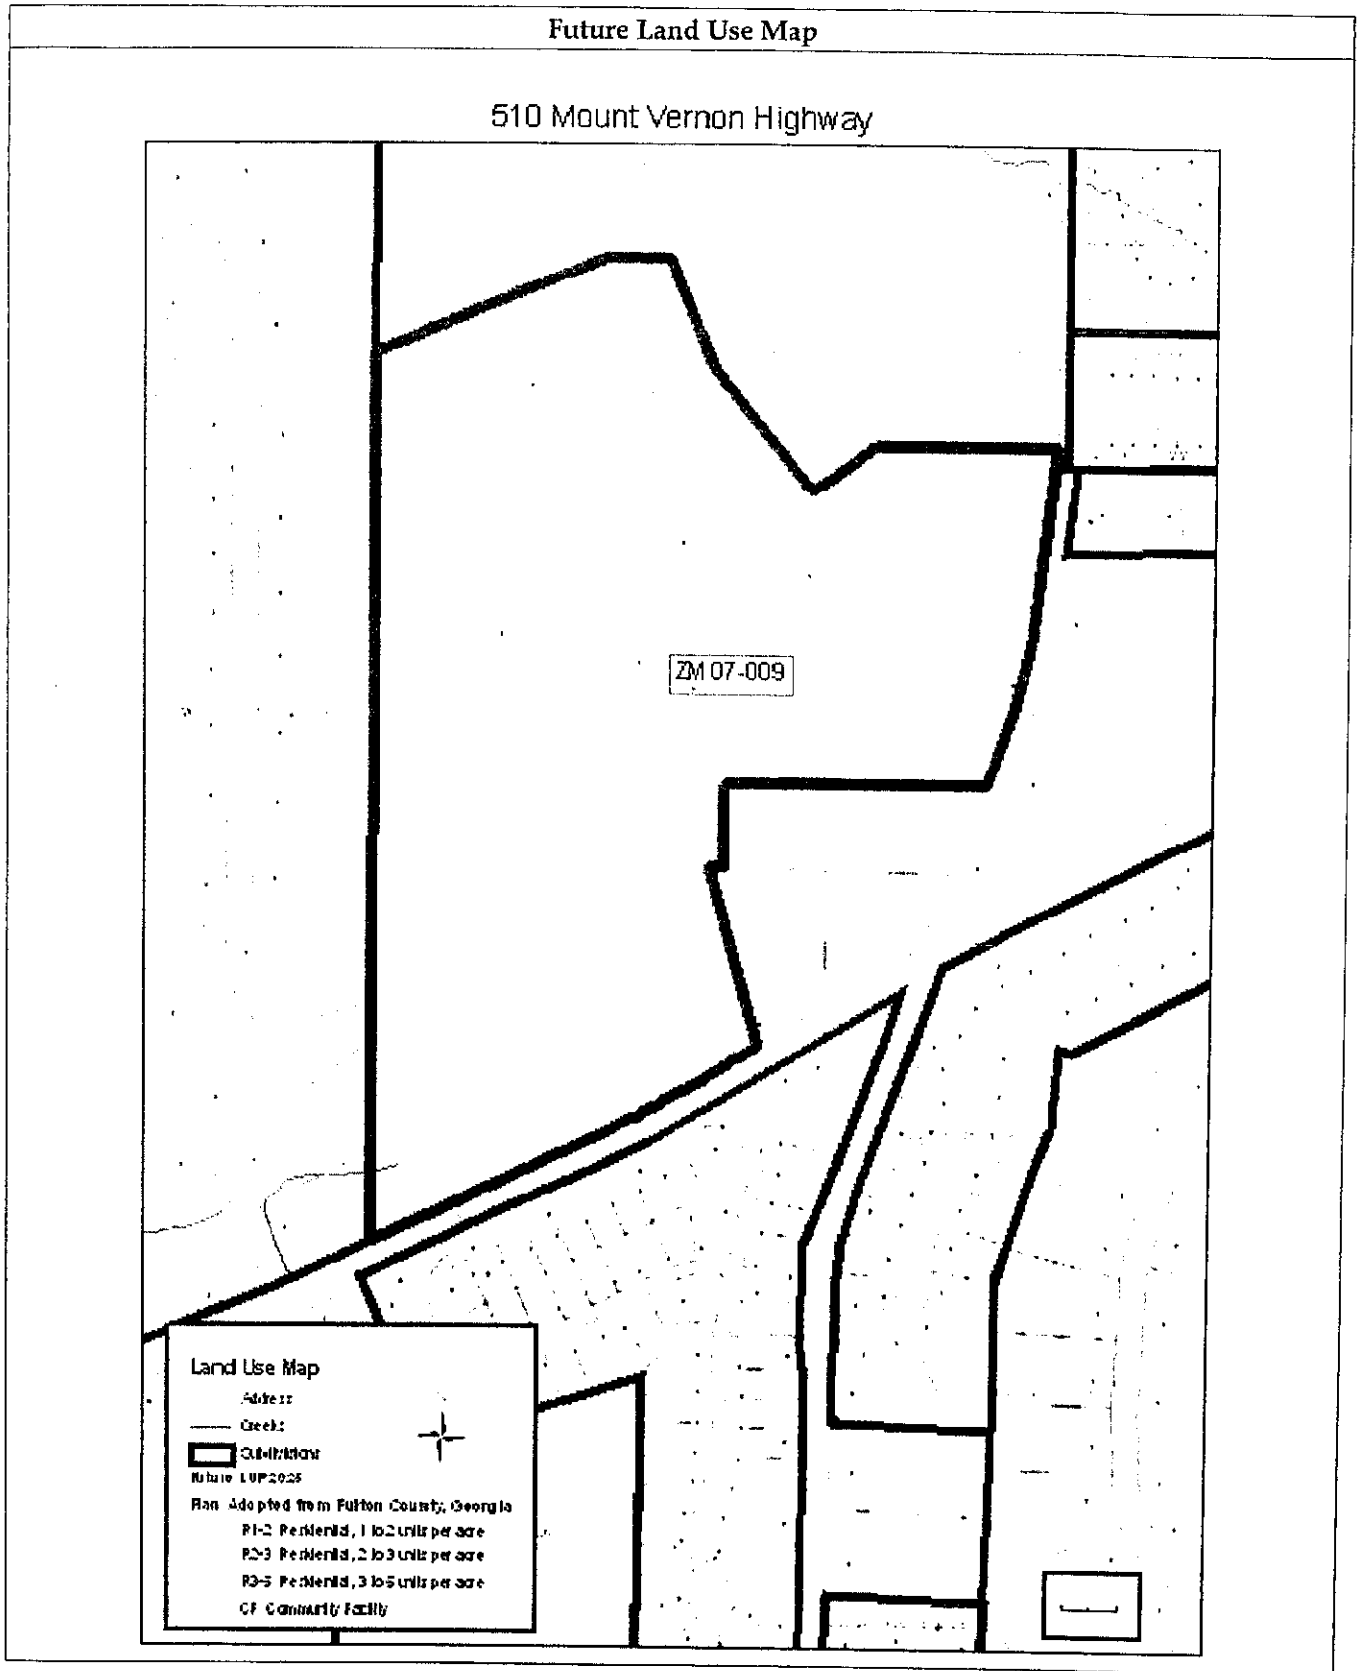 Future Land Use Map
510 Mount Vernon Highway
ZM 07-009
Land Use Map
Address
Creeks
Subdivisions
Future LUP 2025
Plan Adopted from Fulton County, Georgia
R1-2 Residential, 1 to 2 units per acre
R2-3 Residential, 2 to 3 units per acre
R3-5 Residential, 3 to 5 units per acre
CF Community Facility